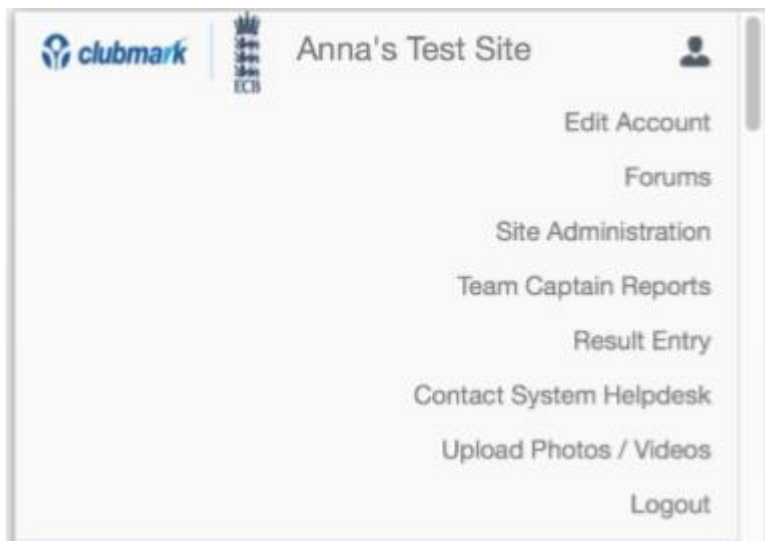 clubmark ECB Anna's Test Site
Edit Account
Forums
Site Administration
Team Captain Reports
Result Entry
Contact System Helpdesk
Upload Photos / Videos
Logout